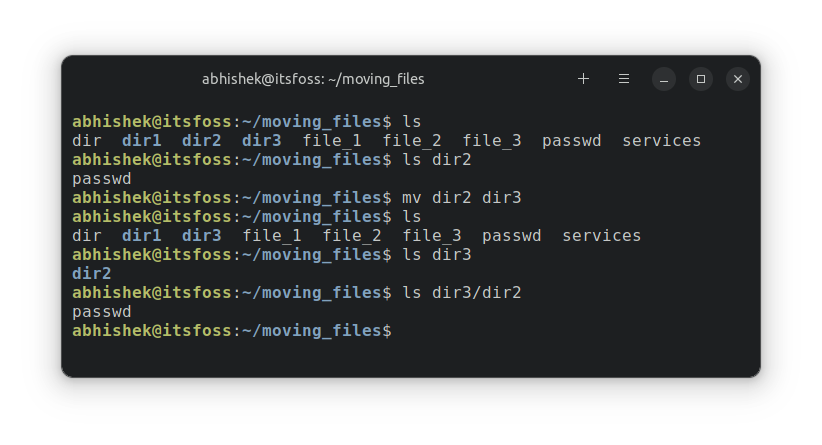 abhishek@itsfoss: ~/moving_files
abhishek@itsfoss:~/moving_files$ ls
dir  dir1  dir2  dir3  file_1  file_2  file_3  passwd  services
abhishek@itsfoss:~/moving_files$ ls dir2
passwd
abhishek@itsfoss:~/moving_files$ mv dir2 dir3
abhishek@itsfoss:~/moving_files$ ls
dir  dir1  dir3  file_1  file_2  file_3  passwd  services
abhishek@itsfoss:~/moving_files$ ls dir3
dir2
abhishek@itsfoss:~/moving_files$ ls dir3/dir2
passwd
abhishek@itsfoss:~/moving_files$